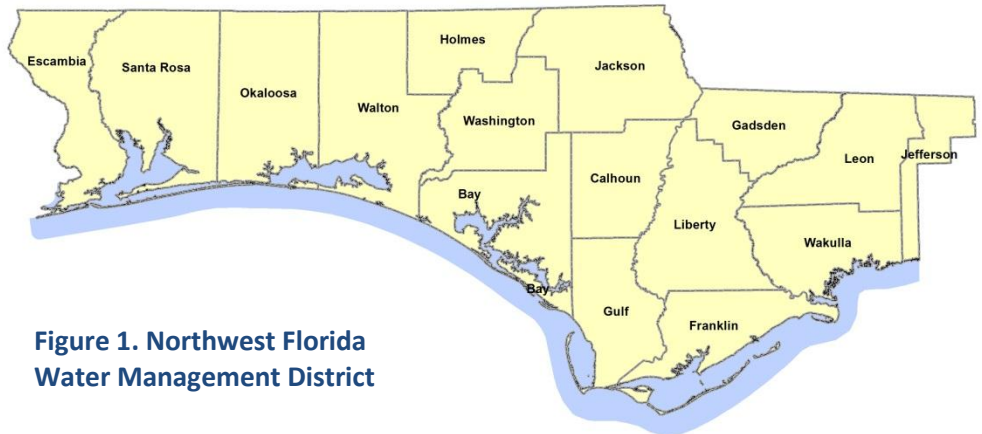 Holmes
Escambia
Santa Rosa
Jackson
Okaloosa
Walton
Washington
Gadsden
Leon
Jefferson
Calhoun
Bay
Liberty
Wakulla
Bay
Gulf
Franklin
Figure 1. Northwest Florida
Water Management District